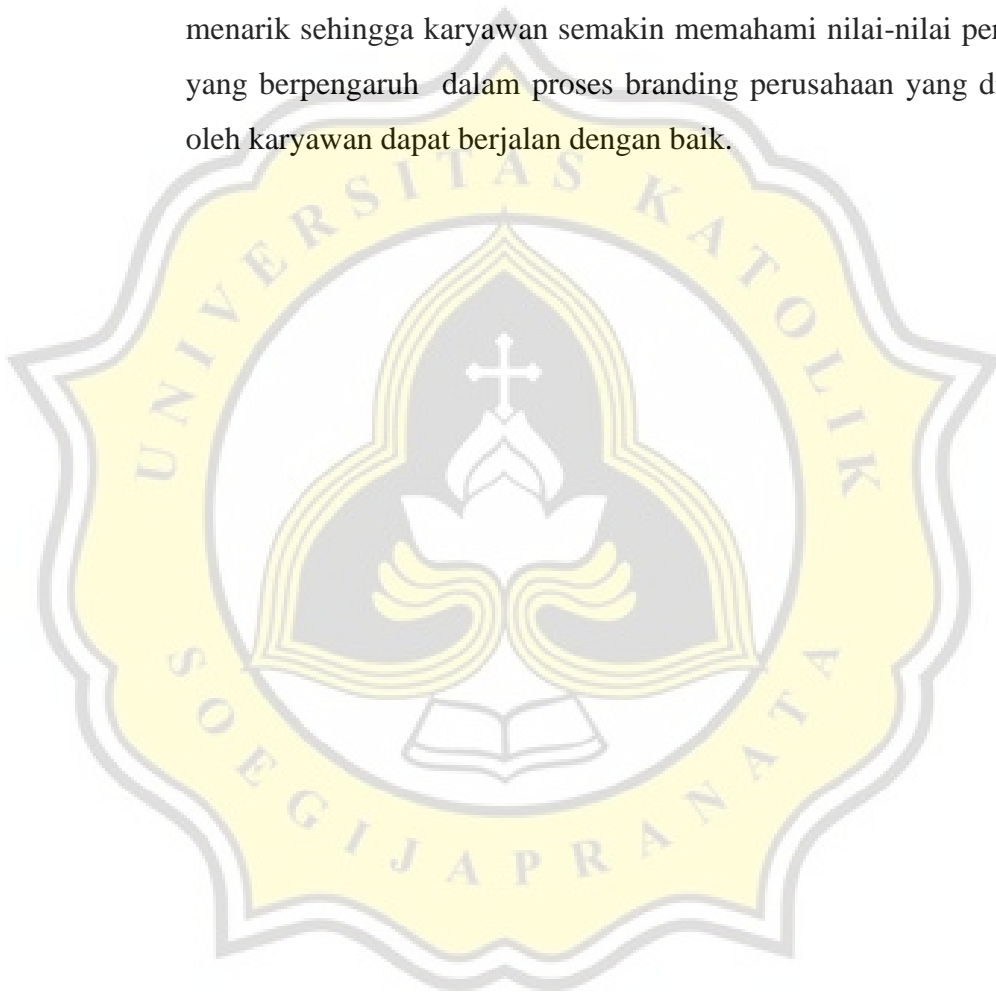 menarik sehingga karyawan semakin memahami nilai-nilai per
yang berpengaruh dalam proses branding perusahaan yang d
oleh karyawan dapat berjalan dengan baik.
UNIVERSITAS KATOLIK
SOEGIJAPRANATA